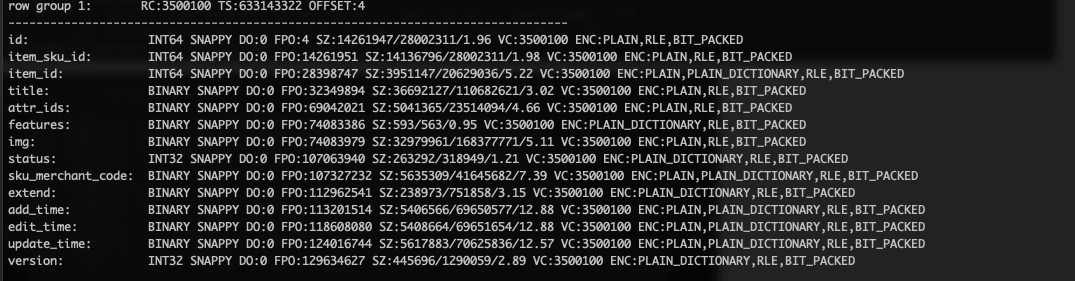 row group 1:       RC:3500100 TS:633143322 OFFSET:4
--------------------------------------------------------------------------------
id:                INT64 SNAPPY DO:0 FPO:4 SZ:14261947/28002311/1.96 VC:3500100 ENC:PLAIN,RLE,BIT_PACKED
item_sku_id:       INT64 SNAPPY DO:0 FPO:14261951 SZ:14136796/28002311/1.98 VC:3500100 ENC:PLAIN,RLE,BIT_PACKED
item_id:           INT64 SNAPPY DO:0 FPO:28398747 SZ:3951147/20629036/5.22 VC:3500100 ENC:PLAIN,PLAIN_DICTIONARY,RLE,BIT_PACKED
title:             BINARY SNAPPY DO:0 FPO:32349894 SZ:36692127/110682621/3.02 VC:3500100 ENC:PLAIN,RLE,BIT_PACKED
attr_ids:          BINARY SNAPPY DO:0 FPO:69042021 SZ:5041365/23514094/4.66 VC:3500100 ENC:PLAIN,RLE,BIT_PACKED
features:          BINARY SNAPPY DO:0 FPO:74083386 SZ:593/563/0.95 VC:3500100 ENC:PLAIN_DICTIONARY,RLE,BIT_PACKED
img:               BINARY SNAPPY DO:0 FPO:74083979 SZ:32979961/168377771/5.11 VC:3500100 ENC:PLAIN,RLE,BIT_PACKED
status:            INT32 SNAPPY DO:0 FPO:107063940 SZ:263292/318949/1.21 VC:3500100 ENC:PLAIN_DICTIONARY,RLE,BIT_PACKED
sku_merchant_code: BINARY SNAPPY DO:0 FPO:107327232 SZ:5635309/41645682/7.39 VC:3500100 ENC:PLAIN,PLAIN_DICTIONARY,RLE,BIT_PACKED
extend:            BINARY SNAPPY DO:0 FPO:112962541 SZ:238973/751858/3.15 VC:3500100 ENC:PLAIN_DICTIONARY,RLE,BIT_PACKED
add_time:          BINARY SNAPPY DO:0 FPO:113201514 SZ:5406566/69650577/12.88 VC:3500100 ENC:PLAIN,PLAIN_DICTIONARY,RLE,BIT_PACKED
edit_time:         BINARY SNAPPY DO:0 FPO:118608080 SZ:5408664/69651654/12.88 VC:3500100 ENC:PLAIN,PLAIN_DICTIONARY,RLE,BIT_PACKED
update_time:       BINARY SNAPPY DO:0 FPO:124016744 SZ:5617883/70625836/12.57 VC:3500100 ENC:PLAIN,PLAIN_DICTIONARY,RLE,BIT_PACKED
version:           INT32 SNAPPY DO:0 FPO:129634627 SZ:445696/1290059/2.89 VC:3500100 ENC:PLAIN_DICTIONARY,RLE,BIT_PACKED